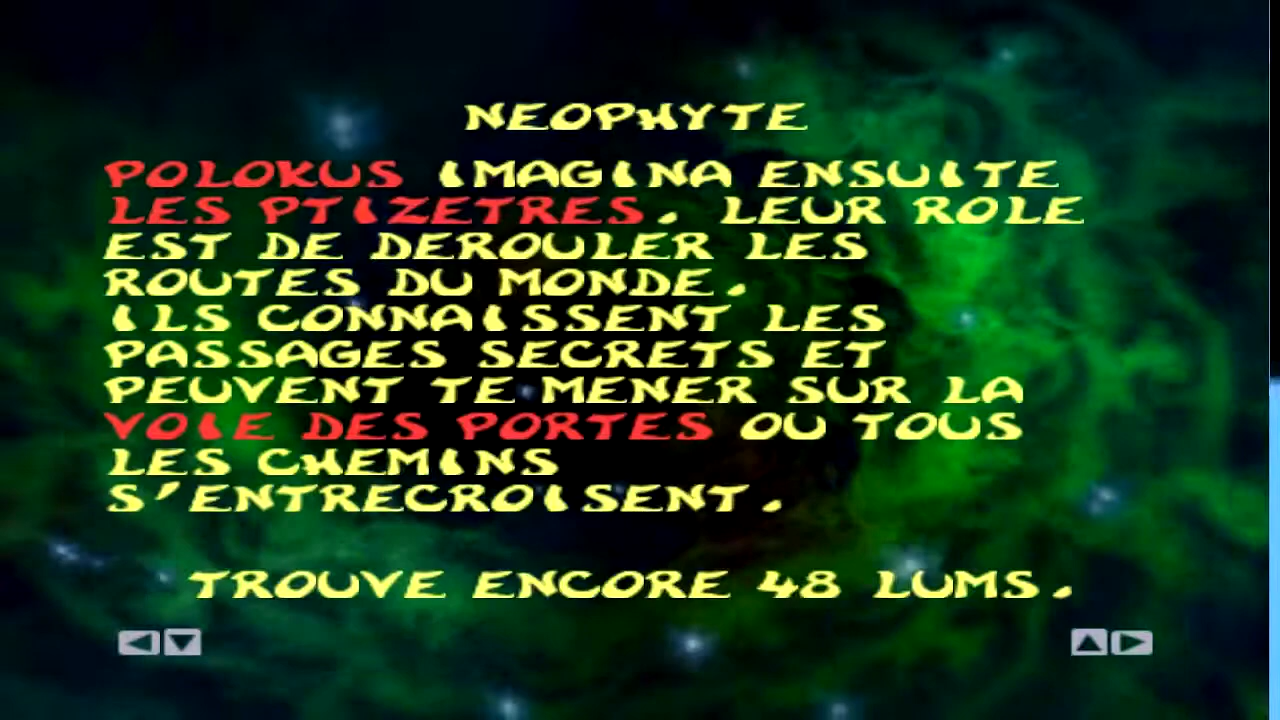 NEOPHYTE
POLOKUS IMAGINA ENSUITE
LES PTIZETRES. LEUR ROLE
EST DE DEROULER LES
ROUTES DU MONDE.
ILS CONNAISSENT LES
PASSAGES SECRETS ET
PEUVENT TE MENER SUR LA
VOIE DES PORTES OU TOUS
LES CHEMINS
S'ENTRECROISENT.
TROUVE ENCORE 48 LUMS.